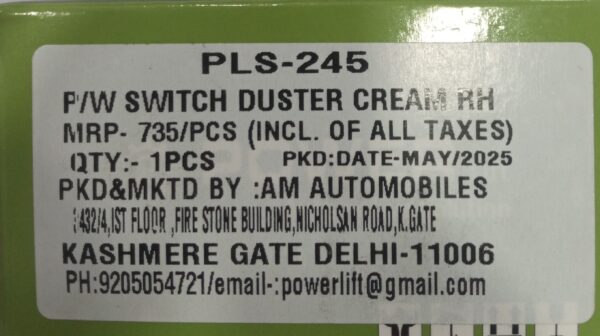 PLS-245
P/W SWITCH DUSTER CREAM RH
MRP- 735/PCS (INCL. OF ALL TAXES)
QTY:- 1PCS PKD:DATE-MAY/2025
PKD&MKTD BY :AM AUTOMOBILES
3432/4,IST FLOOR ,FIRE STONE BUILDING,NICHOLSAN ROAD,K.GATE
KASHMERE GATE DELHI-11006
PH:9205054721/email-:powerlift@gmail.com